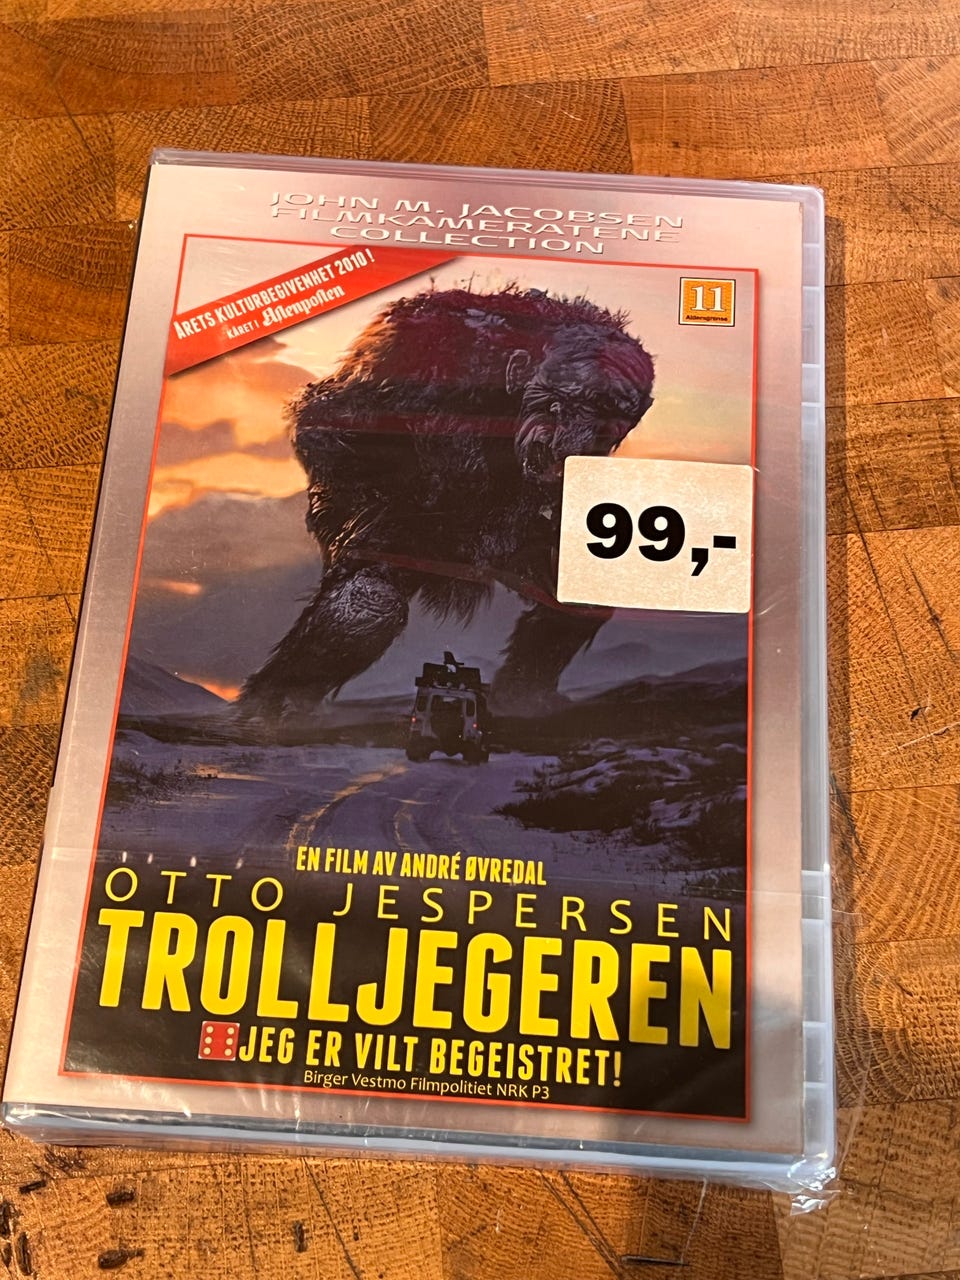 JOHN M. JACOBSEN
FILMKAMERATENE
COLLECTION
ÅRETS KULTURBEGIVENHET 2010!
KÅRET I Aftenposten
11
Aldersgrense
99,-
EN FILM AV ANDRÉ ØVREDAL
OTTO JESPERSEN
TROLLJEGEREN
JEG ER VILT BEGEISTRET!
Birger Vestmo Filmpolitiet NRK P3